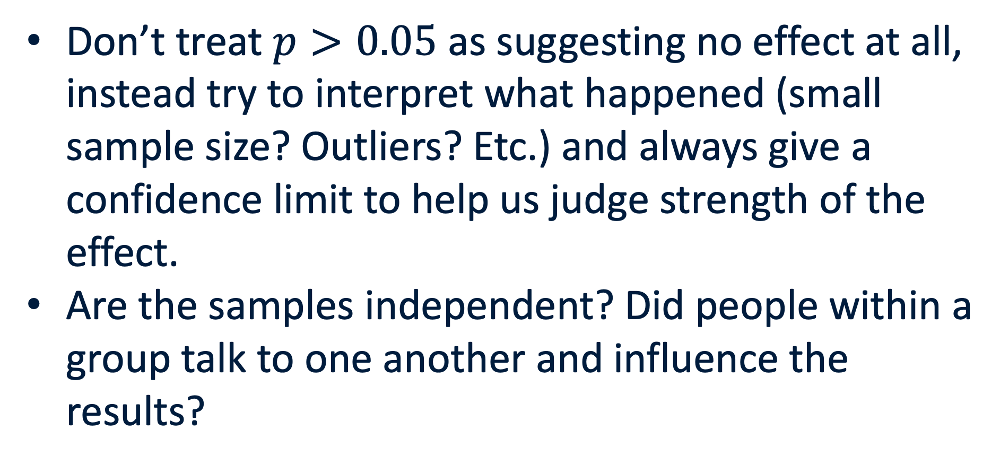 • Don’t treat p > 0.05 as suggesting no effect at all,
instead try to interpret what happened (small
sample size? Outliers? Etc.) and always give a
confidence limit to help us judge strength of the
effect.
• Are the samples independent? Did people within a
group talk to one another and influence the
results?